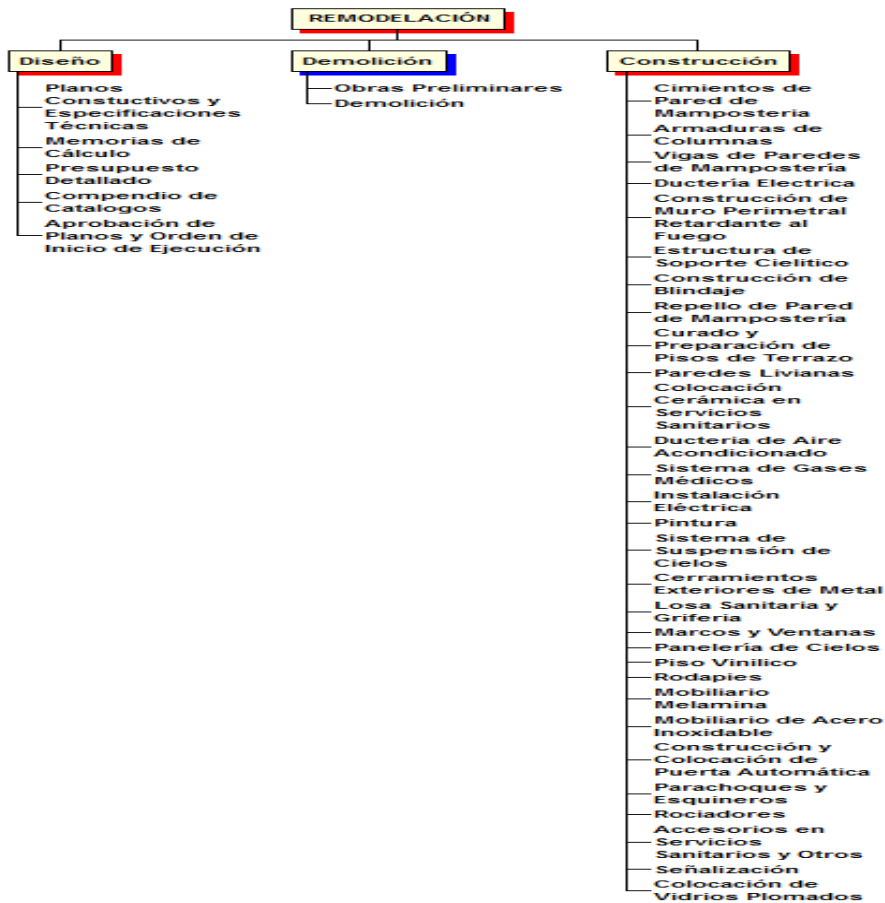 REMODELACIÓN
Diseño
Planos
Constuctivos y
Especificaciones
Técnicas
Memorias de
Cálculo
Presupuesto
Detallado
Compendio de
Catalogos
Aprobación de
Planos y Orden de
Inicio de Ejecución
Demolición
Obras Preliminares
Demolición
Construcción
Cimientos de
Pared de
Mamposteria
Armaduras de
Columnas
Vigas de Paredes
de Mampostería
Ductería Electrica
Construcción de
Muro Perimetral
Retardante al
Fuego
Estructura de
Soporte Cielitico
Construcción de
Blindaje
Repello de Pared
de Mampostería
Curado y
Preparación de
Pisos de Terrazo
Paredes Livianas
Colocación
Cerámica en
Servicios
Sanitarios
Ducteria de Aire
Acondicionado
Sistema de Gases
Médicos
Instalación
Eléctrica
Pintura
Sistema de
Suspensión de
Cielos
Cerramientos
Exteriores de Metal
Losa Sanitaria y
Griferia
Marcos y Ventanas
Panelería de Cielos
Piso Vinilico
Rodapies
Mobiliario
Melamina
Mobiliario de Acero
Inoxidable
Construcción y
Colocación de
Puerta Automática
Parachoques y
Esquineros
Rociadores
Accesorios en
Servicios
Sanitarios y Otros
Señalización
Colocación de
Vidrios Plomados